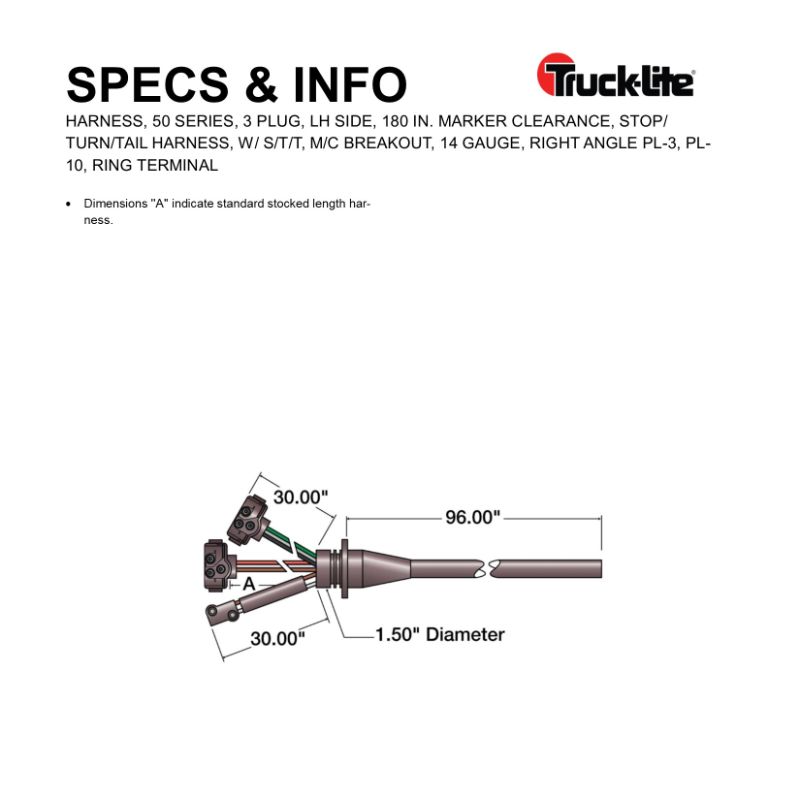 SPECS & INFO
Truck-Lite®
HARNESS, 50 SERIES, 3 PLUG, LH SIDE, 180 IN. MARKER CLEARANCE, STOP/
TURN/TAIL HARNESS, W/ S/T/T, M/C BREAKOUT, 14 GAUGE, RIGHT ANGLE PL-3, PL-
10, RING TERMINAL
• Dimensions "A" indicate standard stocked length har-
ness.
30.00"
96.00"
A
30.00"
1.50" Diameter